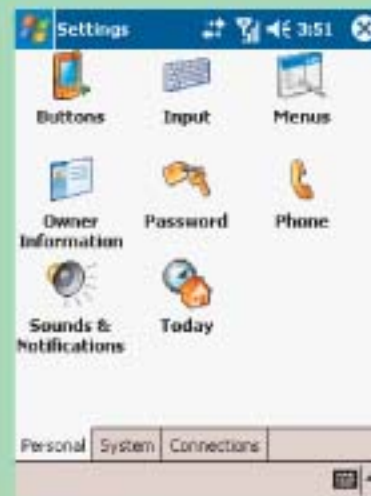 Settings 3:51
Buttons Input Menus
Owner Information Password Phone
Sounds & Notifications Today
Personal System Connections